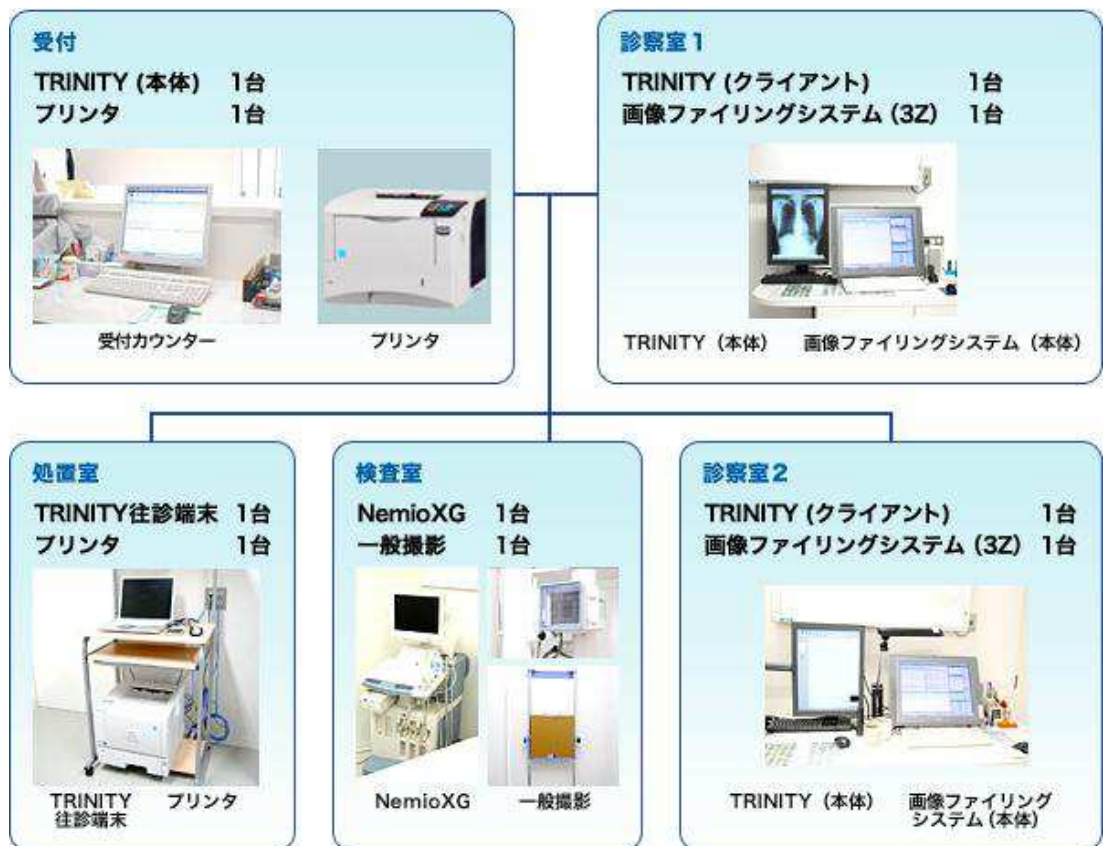 受付
TRINITY (本体) 1台
プリンタ 1台
受付カウンター プリンタ
診察室1
TRINITY (クライアント) 1台
画像ファイリングシステム (3Z) 1台
TRINITY (本体) 画像ファイリングシステム (本体)
処置室
TRINITY往診端末 1台
プリンタ 1台
TRINITY プリンタ
往診端末
検査室
NemioXG 1台
一般撮影 1台
NemioXG 一般撮影
診察室2
TRINITY (クライアント) 1台
画像ファイリングシステム (3Z) 1台
TRINITY (本体) 画像ファイリング
システム (本体)